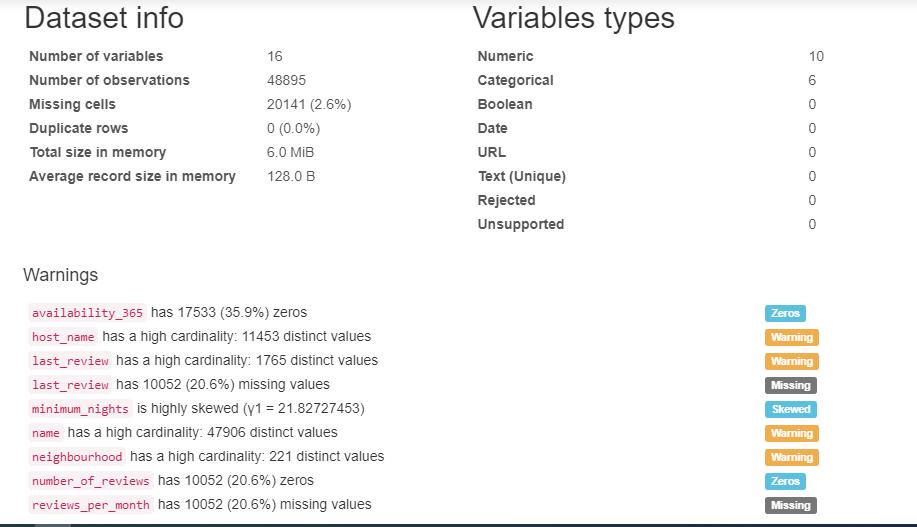 Dataset info
Number of variables 16
Number of observations 48895
Missing cells 20141 (2.6%)
Duplicate rows 0 (0.0%)
Total size in memory 6.0 MiB
Average record size in memory 128.0 B
Variables types
Numeric 10
Categorical 6
Boolean 0
Date 0
URL 0
Text (Unique) 0
Rejected 0
Unsupported 0
Warnings
availability_365 has 17533 (35.9%) zeros Zeros
host_name has a high cardinality: 11453 distinct values Warning
last_review has a high cardinality: 1765 distinct values Warning
last_review has 10052 (20.6%) missing values Missing
minimum_nights is highly skewed (γ1 = 21.82727453) Skewed
name has a high cardinality: 47906 distinct values Warning
neighbourhood has a high cardinality: 221 distinct values Warning
number_of_reviews has 10052 (20.6%) zeros Zeros
reviews_per_month has 10052 (20.6%) missing values Missing